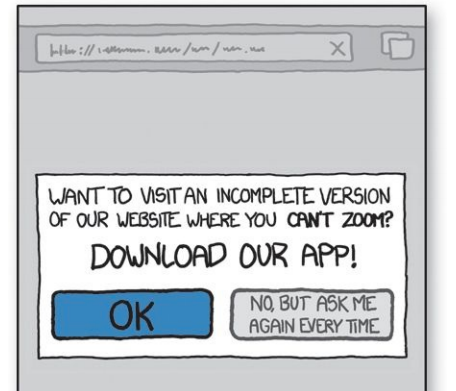 WANT TO VISIT AN INCOMPLETE VERSION
OF OUR WEBSITE WHERE YOU CAN'T ZOOM?
DOWNLOAD OUR APP!
OK
NO, BUT ASK ME
AGAIN EVERY TIME